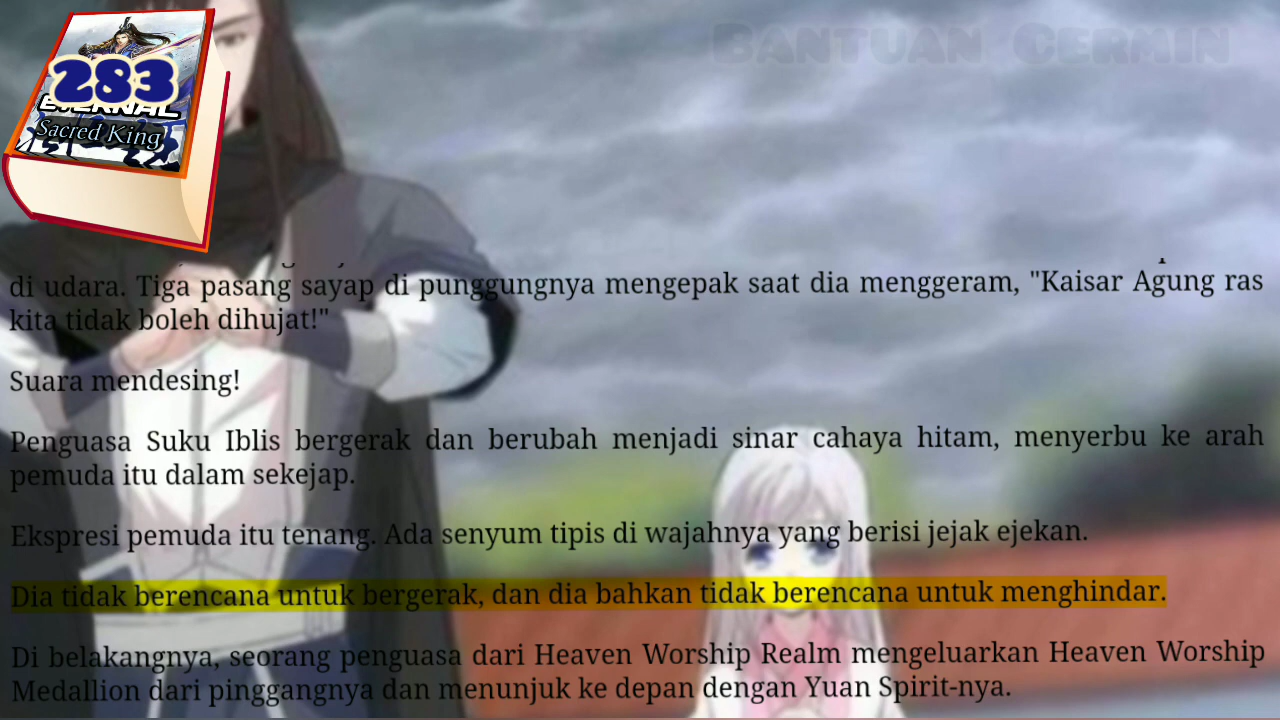 BANTUAN CERMIN
283
ETERNAL
Sacred King
di udara. Tiga pasang sayap di punggungnya mengepak saat dia menggeram, "Kaisar Agung ras
kita tidak boleh dihujat!"
Suara mendesing!
Penguasa Suku Iblis bergerak dan berubah menjadi sinar cahaya hitam, menyerbu ke arah
pemuda itu dalam sekejap.
Ekspresi pemuda itu tenang. Ada senyum tipis di wajahnya yang berisi jejak ejekan.
Dia tidak berencana untuk bergerak, dan dia bahkan tidak berencana untuk menghindar.
Di belakangnya, seorang penguasa dari Heaven Worship Realm mengeluarkan Heaven Worship
Medallion dari pinggangnya dan menunjuk ke depan dengan Yuan Spirit-nya.